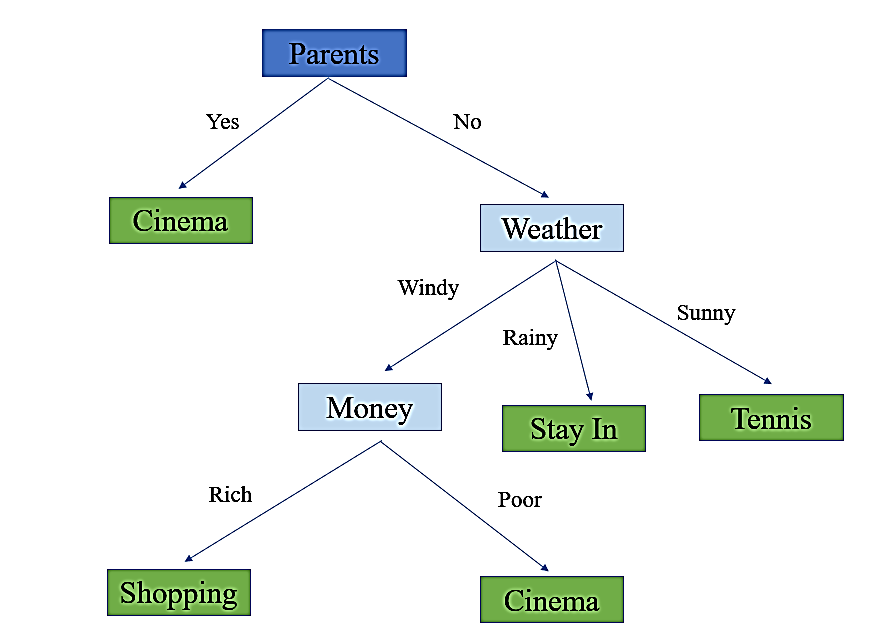 Parents
Yes
No
Cinema
Weather
Windy
Rainy
Sunny
Money
Stay In
Tennis
Rich
Poor
Shopping
Cinema